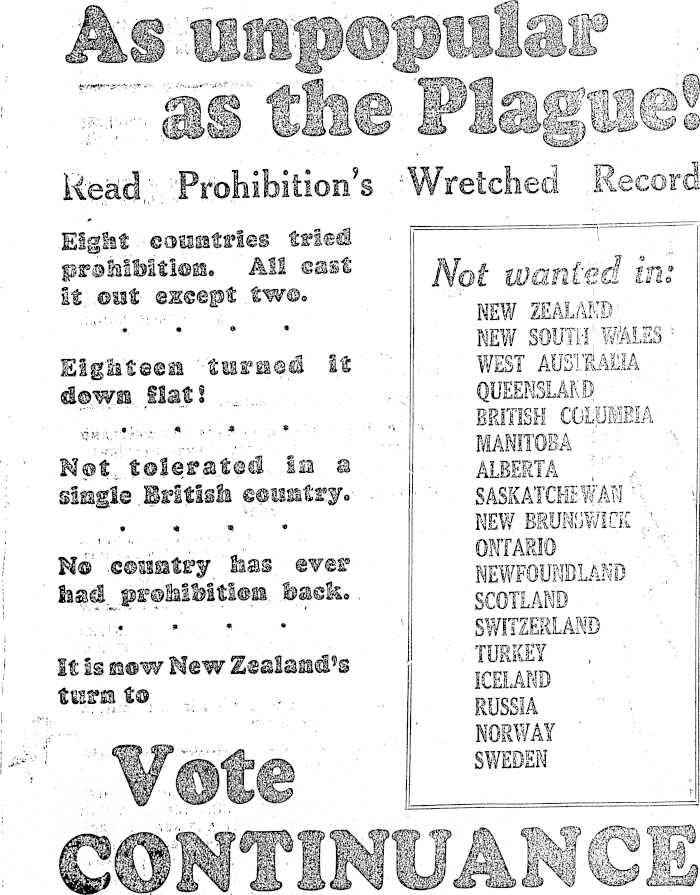 As unpopular
as the Plague!
Read Prohibition's Wretched Record
Eight countries tried
prohibition. All cast
it out except two.
* * * *
Eighteen turned it
down flat!
* * * *
Not tolerated in a
single British country.
* * * *
No country has ever
had prohibition back.
* * * *
It is now New Zealand's
turn to
Not wanted in:
NEW ZEALAND
NEW SOUTH WALES
WEST AUSTRALIA
QUEENSLAND
BRITISH COLUMBIA
MANITOBA
ALBERTA
SASKATCHEWAN
NEW BRUNSWICK
ONTARIO
NEWFOUNDLAND
SCOTLAND
SWITZERLAND
TURKEY
ICELAND
RUSSIA
NORWAY
SWEDEN
Vote
CONTINUANCE